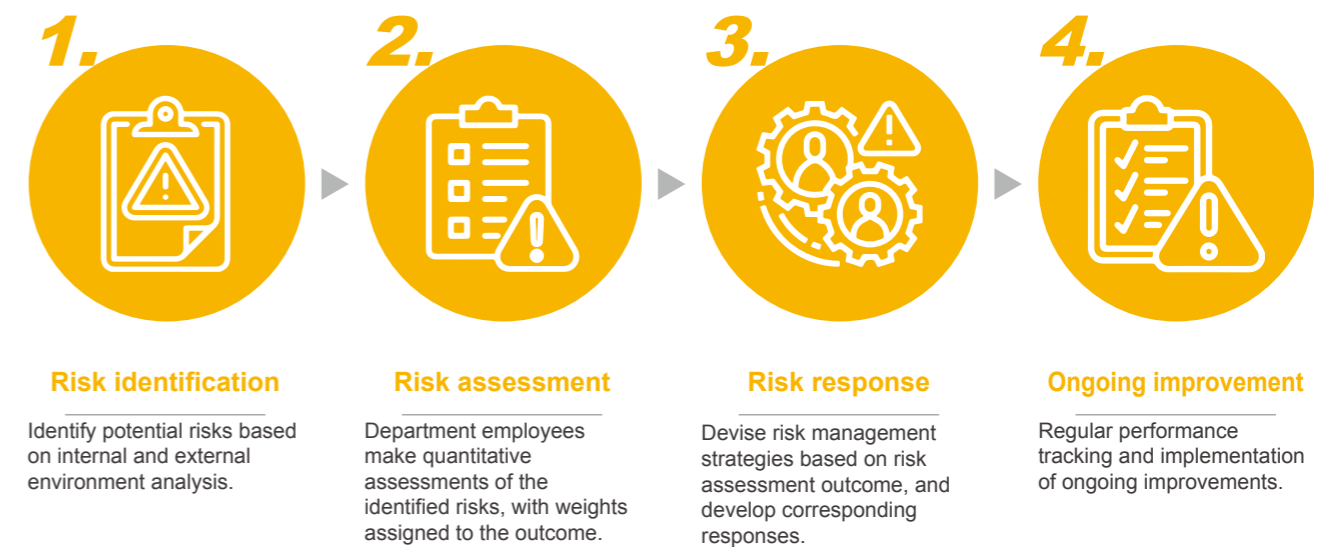 1.
Risk identification
Identify potential risks based
on internal and external
environment analysis.
2.
Risk assessment
Department employees
make quantitative
assessments of the
identified risks, with weights
assigned to the outcome.
3.
Risk response
Devise risk management
strategies based on risk
assessment outcome, and
develop corresponding
responses.
4.
Ongoing improvement
Regular performance
tracking and implementation
of ongoing improvements.